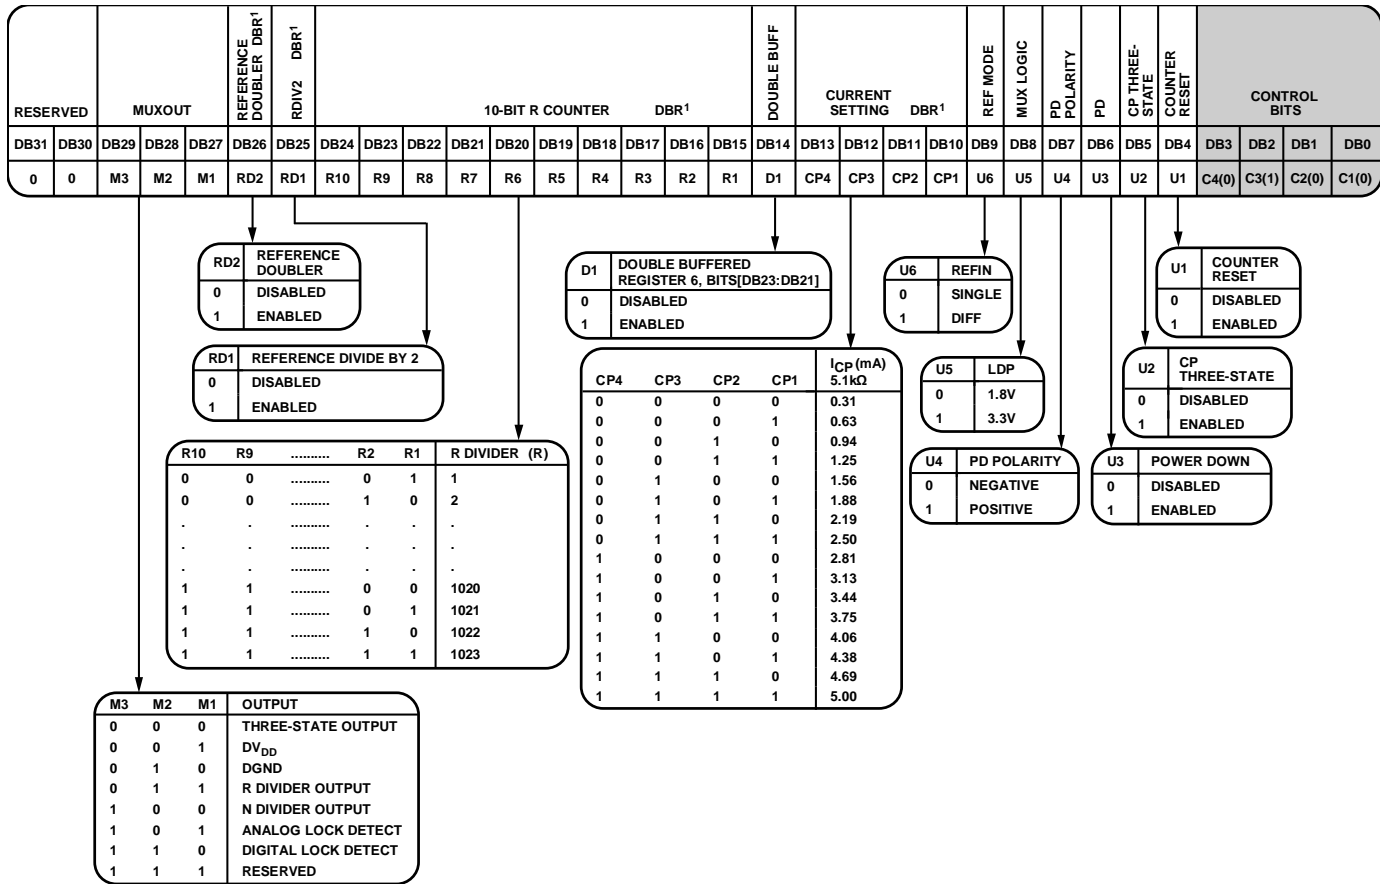 RESERVED MUXOUT REFERENCE DOUBLER DBR1 RDIV2 DBR1 10-BIT R COUNTER DBR1 DOUBLE BUFF CURRENT SETTING DBR1 REF MODE MUX LOGIC PD POLARITY PD CP THREE-STATE COUNTER RESET CONTROL BITS
DB31 DB30 DB29 DB28 DB27 DB26 DB25 DB24 DB23 DB22 DB21 DB20 DB19 DB18 DB17 DB16 DB15 DB14 DB13 DB12 DB11 DB10 DB9 DB8 DB7 DB6 DB5 DB4 DB3 DB2 DB1 DB0
0 0 M3 M2 M1 RD2 RD1 R10 R9 R8 R7 R6 R5 R4 R3 R2 R1 D1 CP4 CP3 CP2 CP1 U6 U5 U4 U3 U2 U1 C4(0) C3(1) C2(0) C1(0)
RD2 REFERENCE DOUBLER
0 DISABLED
1 ENABLED
RD1 REFERENCE DIVIDE BY 2
0 DISABLED
1 ENABLED
R10 R9 .......... R2 R1 R DIVIDER (R)
0 0 .......... 0 1 1
0 0 .......... 1 0 2
. . .......... . . .
. . .......... . . .
. . .......... . . .
1 1 .......... 0 0 1020
1 1 .......... 0 1 1021
1 1 .......... 1 0 1022
1 1 .......... 1 1 1023
M3 M2 M1 OUTPUT
0 0 0 THREE-STATE OUTPUT
0 0 1 DVDD
0 1 0 DGND
0 1 1 R DIVIDER OUTPUT
1 0 0 N DIVIDER OUTPUT
1 0 1 ANALOG LOCK DETECT
1 1 0 DIGITAL LOCK DETECT
1 1 1 RESERVED
D1 DOUBLE BUFFERED
REGISTER 6, BITS[DB23:DB21]
0 DISABLED
1 ENABLED
CP4 CP3 CP2 CP1 ICP (mA) 5.1kΩ
0 0 0 0 0.31
0 0 0 1 0.63
0 0 1 0 0.94
0 0 1 1 1.25
0 1 0 0 1.56
0 1 0 1 1.88
0 1 1 0 2.19
0 1 1 1 2.50
1 0 0 0 2.81
1 0 0 1 3.13
1 0 1 0 3.44
1 0 1 1 3.75
1 1 0 0 4.06
1 1 0 1 4.38
1 1 1 0 4.69
1 1 1 1 5.00
U6 REFIN
0 SINGLE
1 DIFF
U5 LDP
0 1.8V
1 3.3V
U4 PD POLARITY
0 NEGATIVE
1 POSITIVE
U1 COUNTER RESET
0 DISABLED
1 ENABLED
U2 CP THREE-STATE
0 DISABLED
1 ENABLED
U3 POWER DOWN
0 DISABLED
1 ENABLED